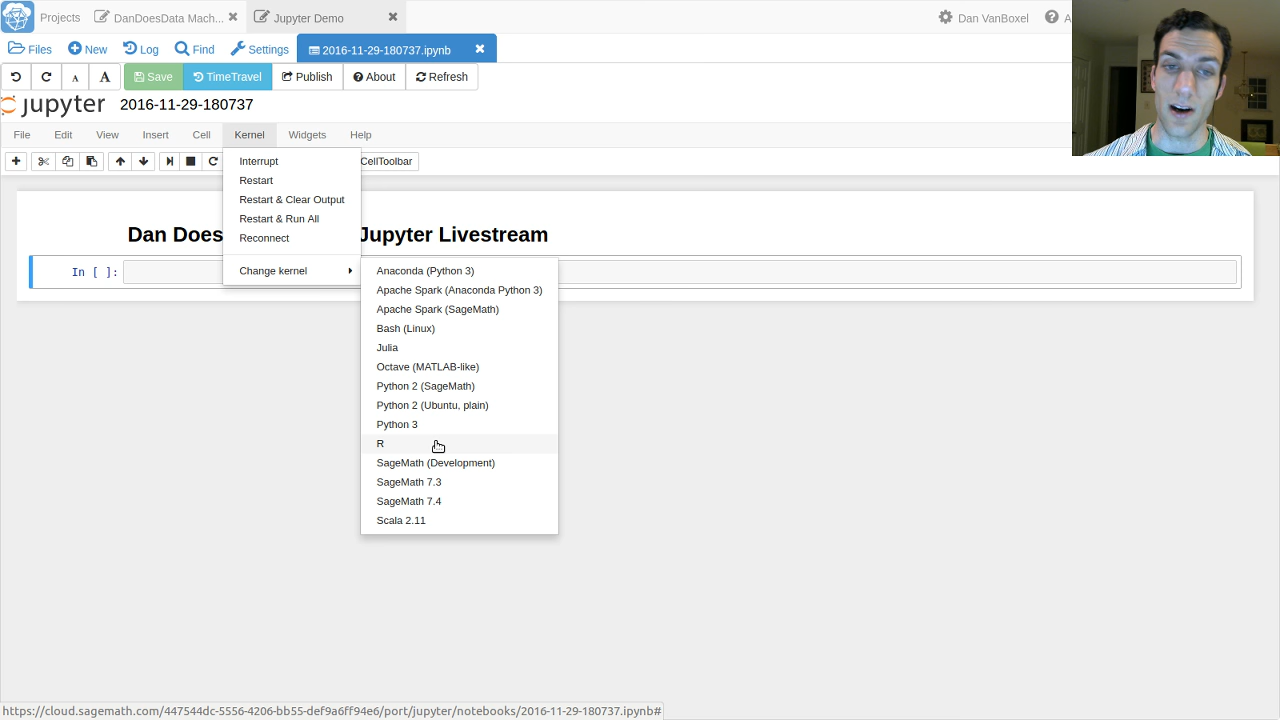 Projects
DanDoesData Mach...
Jupyter Demo
Dan VanBoxel
A
Files
New
Log
Find
Settings
2016-11-29-180737.ipynb
A
A
Save
TimeTravel
Publish
About
Refresh
jupyter 2016-11-29-180737
File Edit View Insert Cell Kernel Widgets Help
CellToolbar
Interrupt
Restart
Restart & Clear Output
Restart & Run All
Reconnect
Change kernel
Dan Does Jupyter Livestream
In [ ]:
Anaconda (Python 3)
Apache Spark (Anaconda Python 3)
Apache Spark (SageMath)
Bash (Linux)
Julia
Octave (MATLAB-like)
Python 2 (SageMath)
Python 2 (Ubuntu, plain)
Python 3
R
SageMath (Development)
SageMath 7.3
SageMath 7.4
Scala 2.11
https://cloud.sagemath.com/447544dc-5556-4206-bb55-def9a6ff94e6/port/jupyter/notebooks/2016-11-29-180737.ipynb#